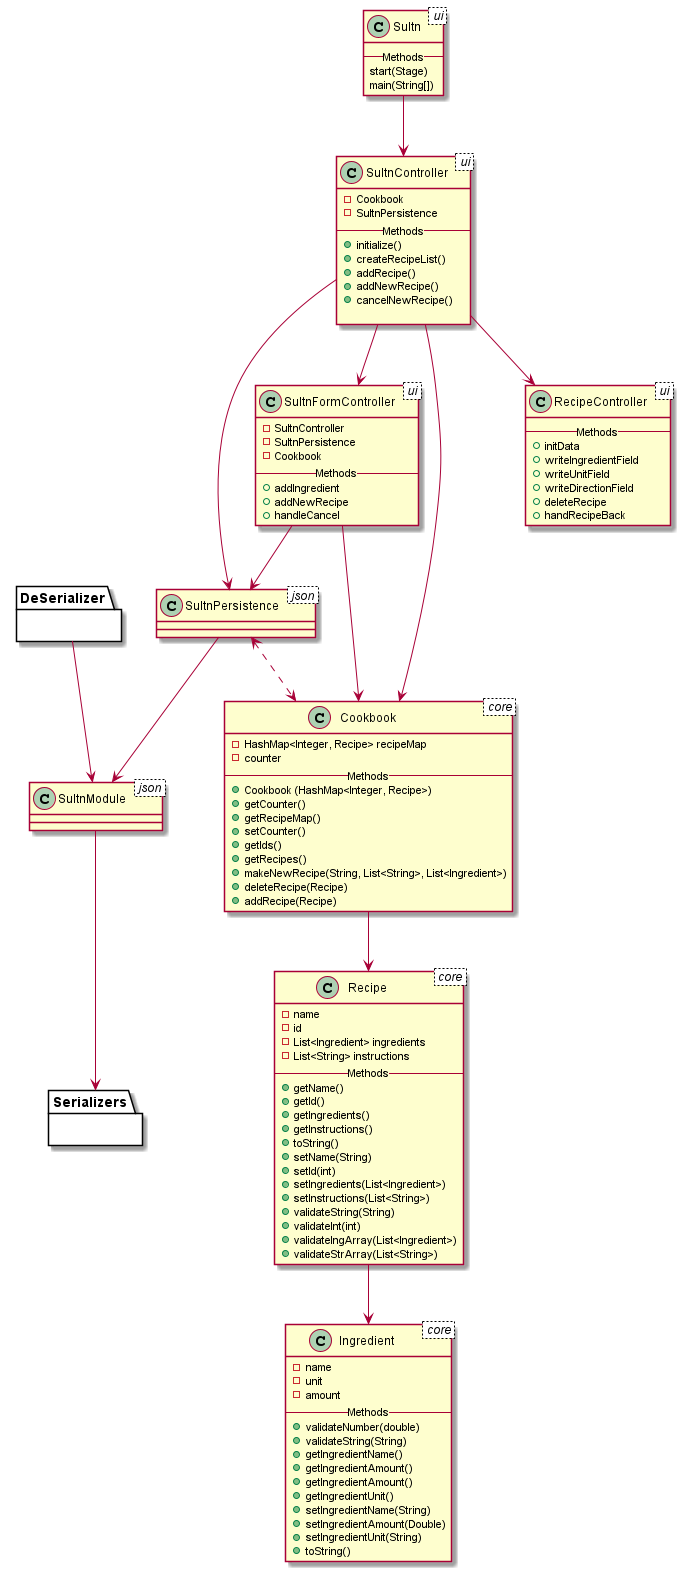 C Sultn ui
Methods
start(Stage)
main(String[])
C SultnController ui
Cookbook
SultnPersistence
Methods
initialize()
createRecipeList()
addRecipe()
addNewRecipe()
cancelNewRecipe()
C SultnFormController ui
SultnController
SultnPersistence
Cookbook
Methods
addIngredient
addNewRecipe
handleCancel
C RecipeController ui
Methods
initData
writeIngredientField
writeUnitField
writeDirectionField
deleteRecipe
handRecipeBack
DeSerializer
C SultnPersistence json
C SultnModule json
C Cookbook core
HashMap<Integer, Recipe> recipeMap
counter
Methods
Cookbook (HashMap<Integer, Recipe>)
getCounter()
getRecipeMap()
setCounter()
getIds()
getRecipes()
makeNewRecipe(String, List<String>, List<Ingredient>)
deleteRecipe(Recipe)
addRecipe(Recipe)
C Recipe core
name
id
List<Ingredient> ingredients
List<String> instructions
Methods
getName()
getId()
getIngredients()
getInstructions()
toString()
setName(String)
setId(int)
setIngredients(List<Ingredient>)
setInstructions(List<String>)
validateString(String)
validateInt(int)
validateIngArray(List<Ingredient>)
validateStrArray(List<String>)
Serializers
C Ingredient core
name
unit
amount
Methods
validateNumber(double)
validateString(String)
getIngredientName()
getIngredientAmount()
getIngredientAmount()
getIngredientUnit()
setIngredientName(String)
setIngredientAmount(Double)
setIngredientUnit(String)
toString()